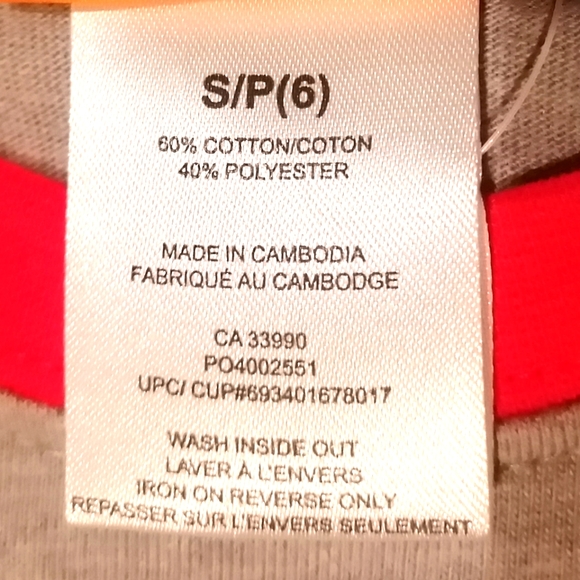 S/P(6)
60% COTTON/COTON
40% POLYESTER
MADE IN CAMBODIA
FABRIQUÉ AU CAMBODGE
CA 33990
PO4002551
UPC/ CUP#693401678017
WASH INSIDE OUT
LAVER À L'ENVERS
IRON ON REVERSE ONLY
REPASSER SUR L'ENVERS SEULEMENT